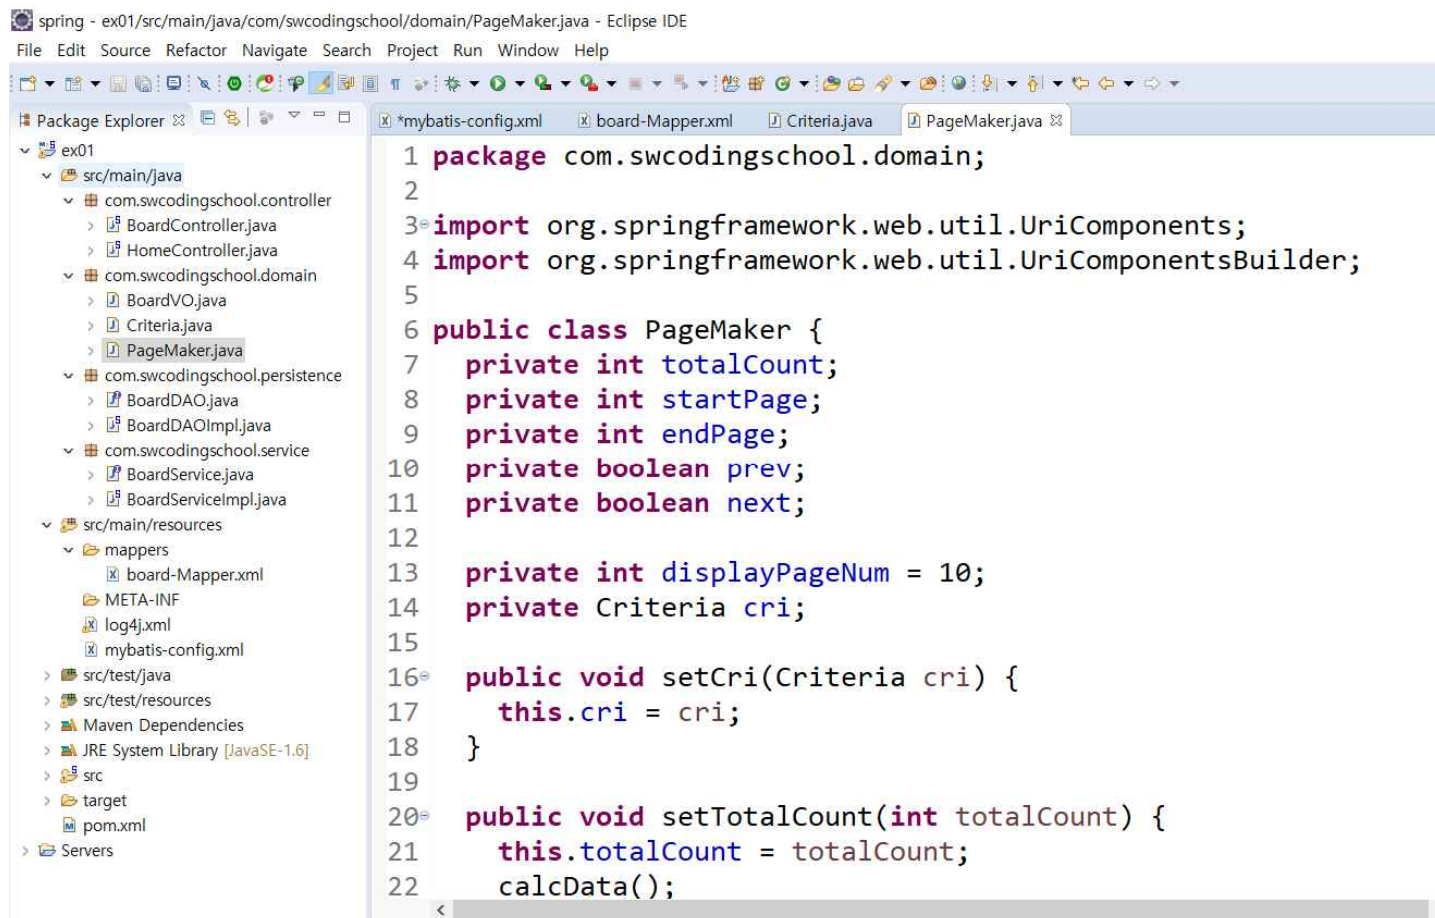 spring - ex01/src/main/java/com/swcodingschool/domain/PageMaker.java - Eclipse IDE
File Edit Source Refactor Navigate Search Project Run Window Help
Package Explorer
ex01
src/main/java
com.swcodingschool.controller
BoardController.java
HomeController.java
com.swcodingschool.domain
BoardVO.java
Criteria.java
PageMaker.java
com.swcodingschool.persistence
BoardDAO.java
BoardDAOImpl.java
com.swcodingschool.service
BoardService.java
BoardServiceImpl.java
src/main/resources
mappers
board-Mapper.xml
META-INF
log4j.xml
mybatis-config.xml
src/test/java
src/test/resources
Maven Dependencies
JRE System Library [JavaSE-1.6]
src
target
pom.xml
Servers
*mybatis-config.xml board-Mapper.xml Criteria.java PageMaker.java
1 package com.swcodingschool.domain;
2
3 import org.springframework.web.util.UriComponents;
4 import org.springframework.web.util.UriComponentsBuilder;
5
6 public class PageMaker {
7 private int totalCount;
8 private int startPage;
9 private int endPage;
10 private boolean prev;
11 private boolean next;
12
13 private int displayPageNum = 10;
14 private Criteria cri;
15
16 public void setCri(Criteria cri) {
17 this.cri = cri;
18 }
19
20 public void setTotalCount(int totalCount) {
21 this.totalCount = totalCount;
22 calcData();